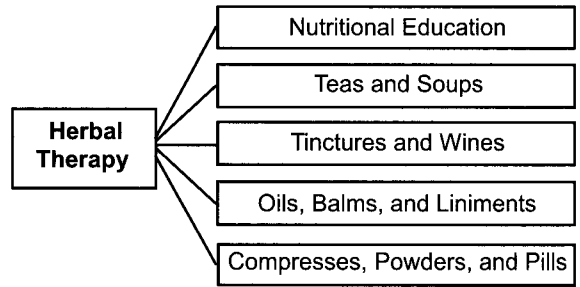 Herbal
Therapy
Nutritional Education
Teas and Soups
Tinctures and Wines
Oils, Balms, and Liniments
Compresses, Powders, and Pills